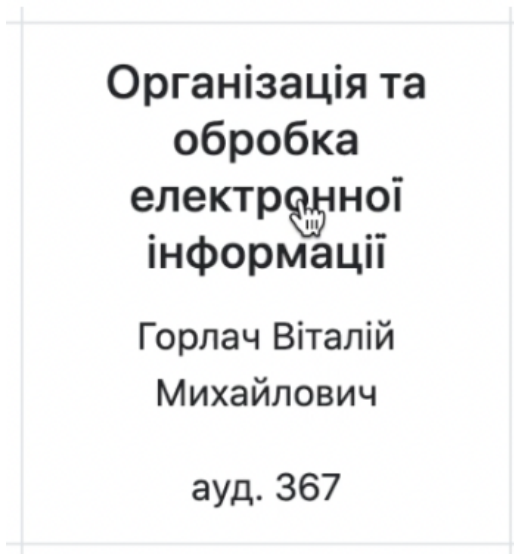 Організація та
обробка
електронної
інформації
Горлач Віталій
Михайлович
ауд. 367